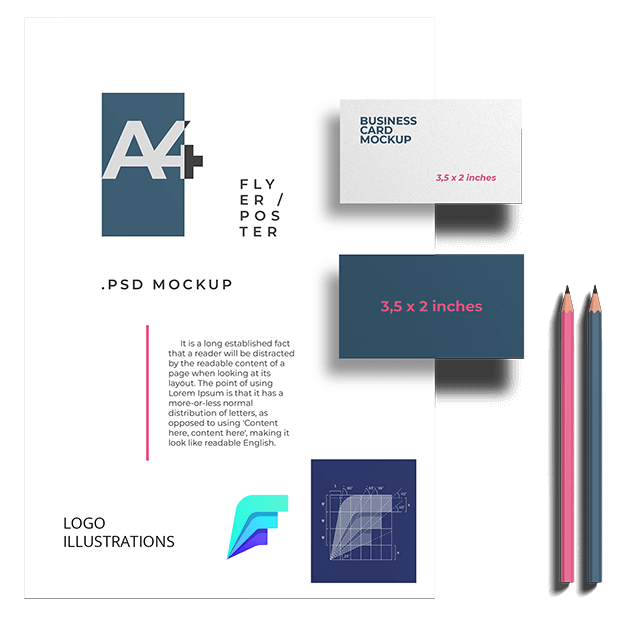 A4+
FLY
ER /
POS
TER
BUSINESS
CARD
MOCKUP
3,5 x 2 inches
3,5 x 2 inches
.PSD MOCKUP
It is a long established fact
that a reader will be distracted
by the readable content of a
page when looking at its
layout. The point of using
Lorem Ipsum is that it has a
more-or-less normal
distribution of letters, as
opposed to using 'Content
here, content here', making it
look like readable English.
LOGO
ILLUSTRATIONS